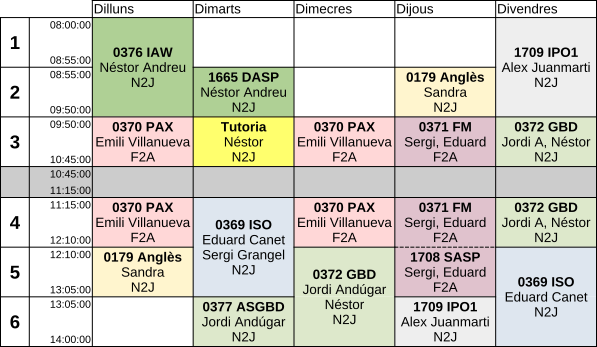 Dilluns Dimarts Dimecres Dijous Divendres
1
08:00:00
08:55:00
0376 IAW
Néstor Andreu
N2J
1709 IPO1
Alex Juanmarti
N2J
2
08:55:00
09:50:00
1665 DASP
Néstor Andreu
N2J
0179 Anglès
Sandra
N2J
3
09:50:00
10:45:00
0370 PAX
Emili Villanueva
F2A
Tutoria
Néstor
N2J
0370 PAX
Emili Villanueva
F2A
0371 FM
Sergi, Eduard
F2A
0372 GBD
Jordi A, Néstor
N2J
10:45:00
11:15:00
4
11:15:00
12:10:00
0370 PAX
Emili Villanueva
F2A
0369 ISO
Eduard Canet
Sergi Grangel
N2J
0370 PAX
Emili Villanueva
F2A
0371 FM
Sergi, Eduard
F2A
0372 GBD
Jordi A, Néstor
N2J
5
12:10:00
13:05:00
0179 Anglès
Sandra
N2J
0372 GBD
Jordi Andúgar
Néstor
N2J
1708 SASP
Sergi, Eduard
F2A
0369 ISO
Eduard Canet
N2J
6
13:05:00
14:00:00
0377 ASGBD
Jordi Andúgar
N2J
1709 IPO1
Alex Juanmarti
N2J